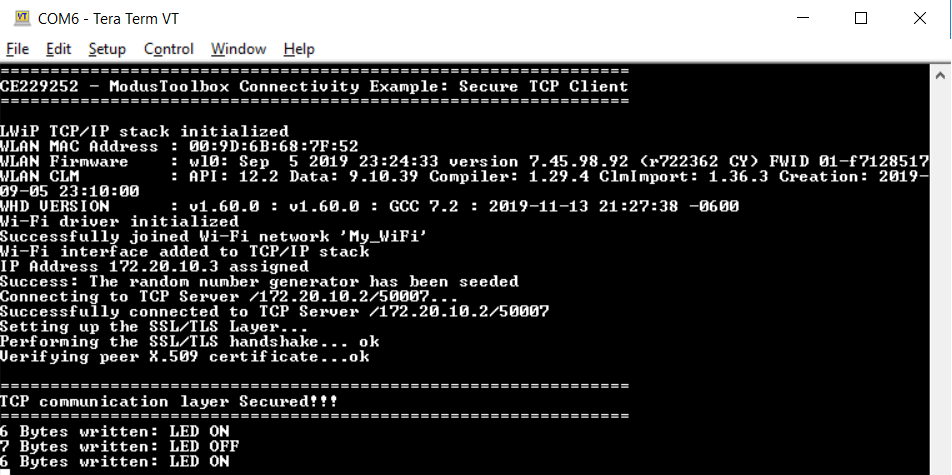 COM6 - Tera Term VT
File Edit Setup Control Window Help
===============================================================
CE229252 - ModusToolbox Connectivity Example: Secure TCP Client
===============================================================
LWiP TCP/IP stack initialized
WLAN MAC Address : 00:9D:6B:68:7F:52
WLAN Firmware    : wl0: Sep  5 2019 23:24:33 version 7.45.98.92 (r722362 CY) FWID 01-f7128517
WLAN CLM         : API: 12.2 Data: 9.10.39 Compiler: 1.29.4 ClmImport: 1.36.3 Creation: 2019-
09-05 23:10:00
WHD VERSION      : v1.60.0 : v1.60.0 : GCC 7.2 : 2019-11-13 21:27:38 -0600
Wi-Fi driver initialized
Successfully joined Wi-Fi network 'My_WiFi'
Wi-Fi interface added to TCP/IP stack
IP Address 172.20.10.3 assigned
Success: The random number generator has been seeded
Connecting to TCP Server /172.20.10.2/50007...
Successfully connected to TCP Server /172.20.10.2/50007
Setting up the SSL/TLS Layer...
Performing the SSL/TLS handshake... ok
Verifying peer X.509 certificate...ok
===============================================================
TCP communication layer Secured!!!
===============================================================
6 Bytes written: LED ON
7 Bytes written: LED OFF
6 Bytes written: LED ON